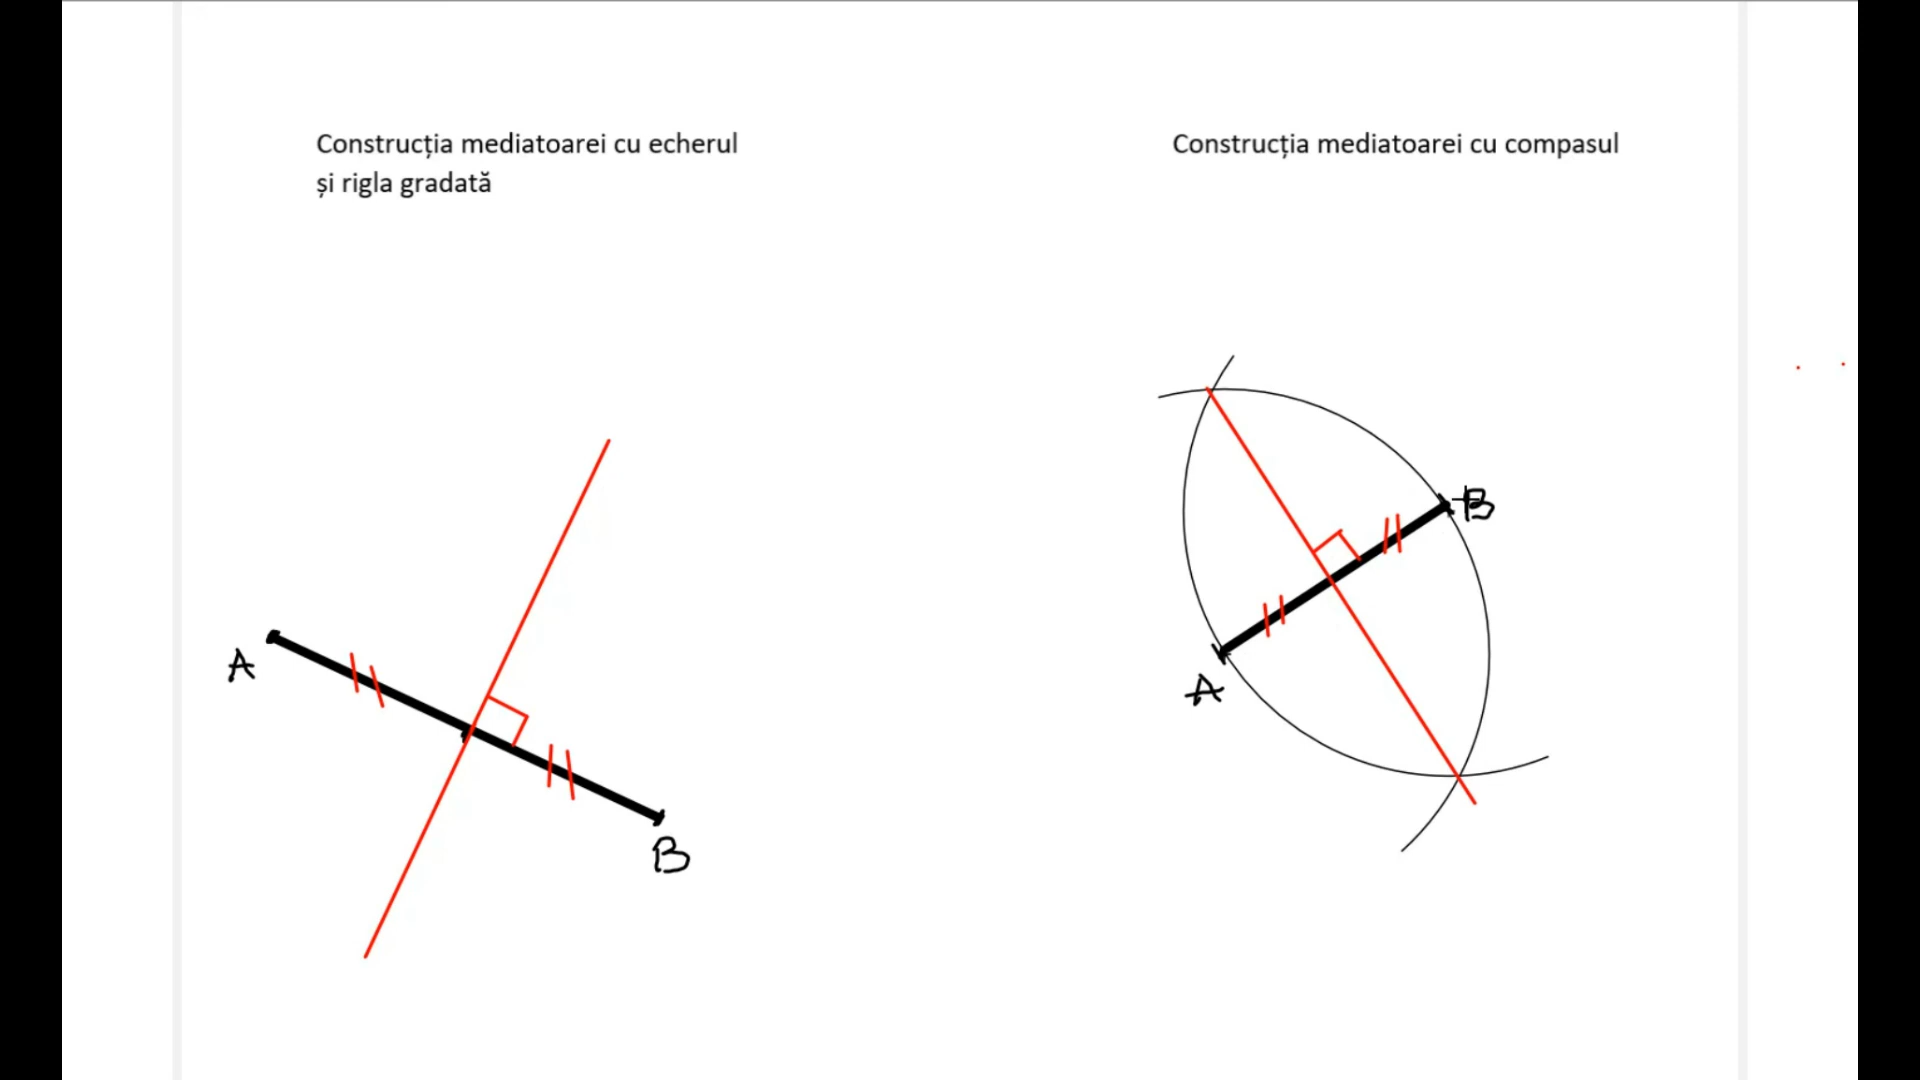 Construcția mediatoarei cu echerul
și rigla gradată
Construcția mediatoarei cu compasul
A
B
B
A